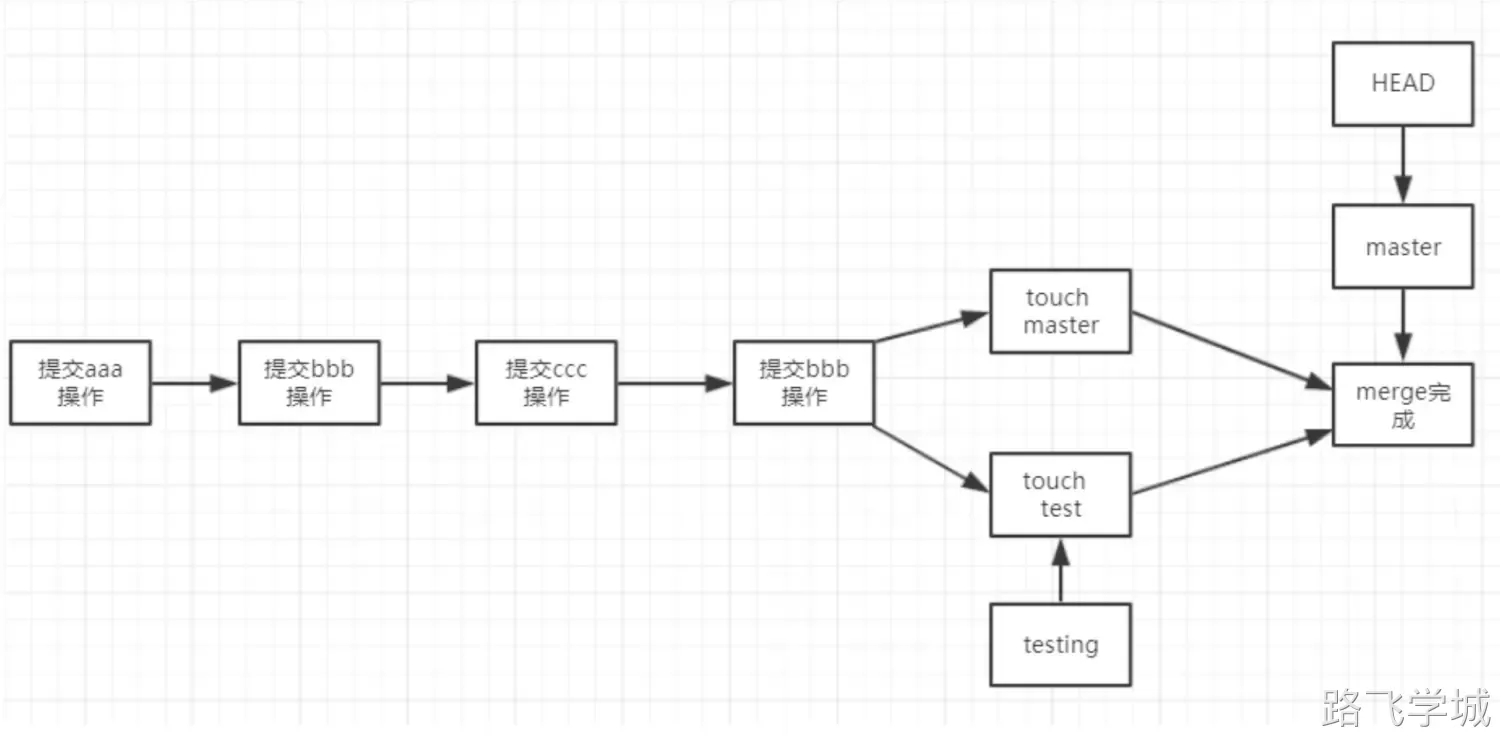 HEAD
master
touch
master
提交aaa
操作
提交bbb
操作
提交ccc
操作
提交bbb
操作
merge完
成
touch
test
testing
路飞学城